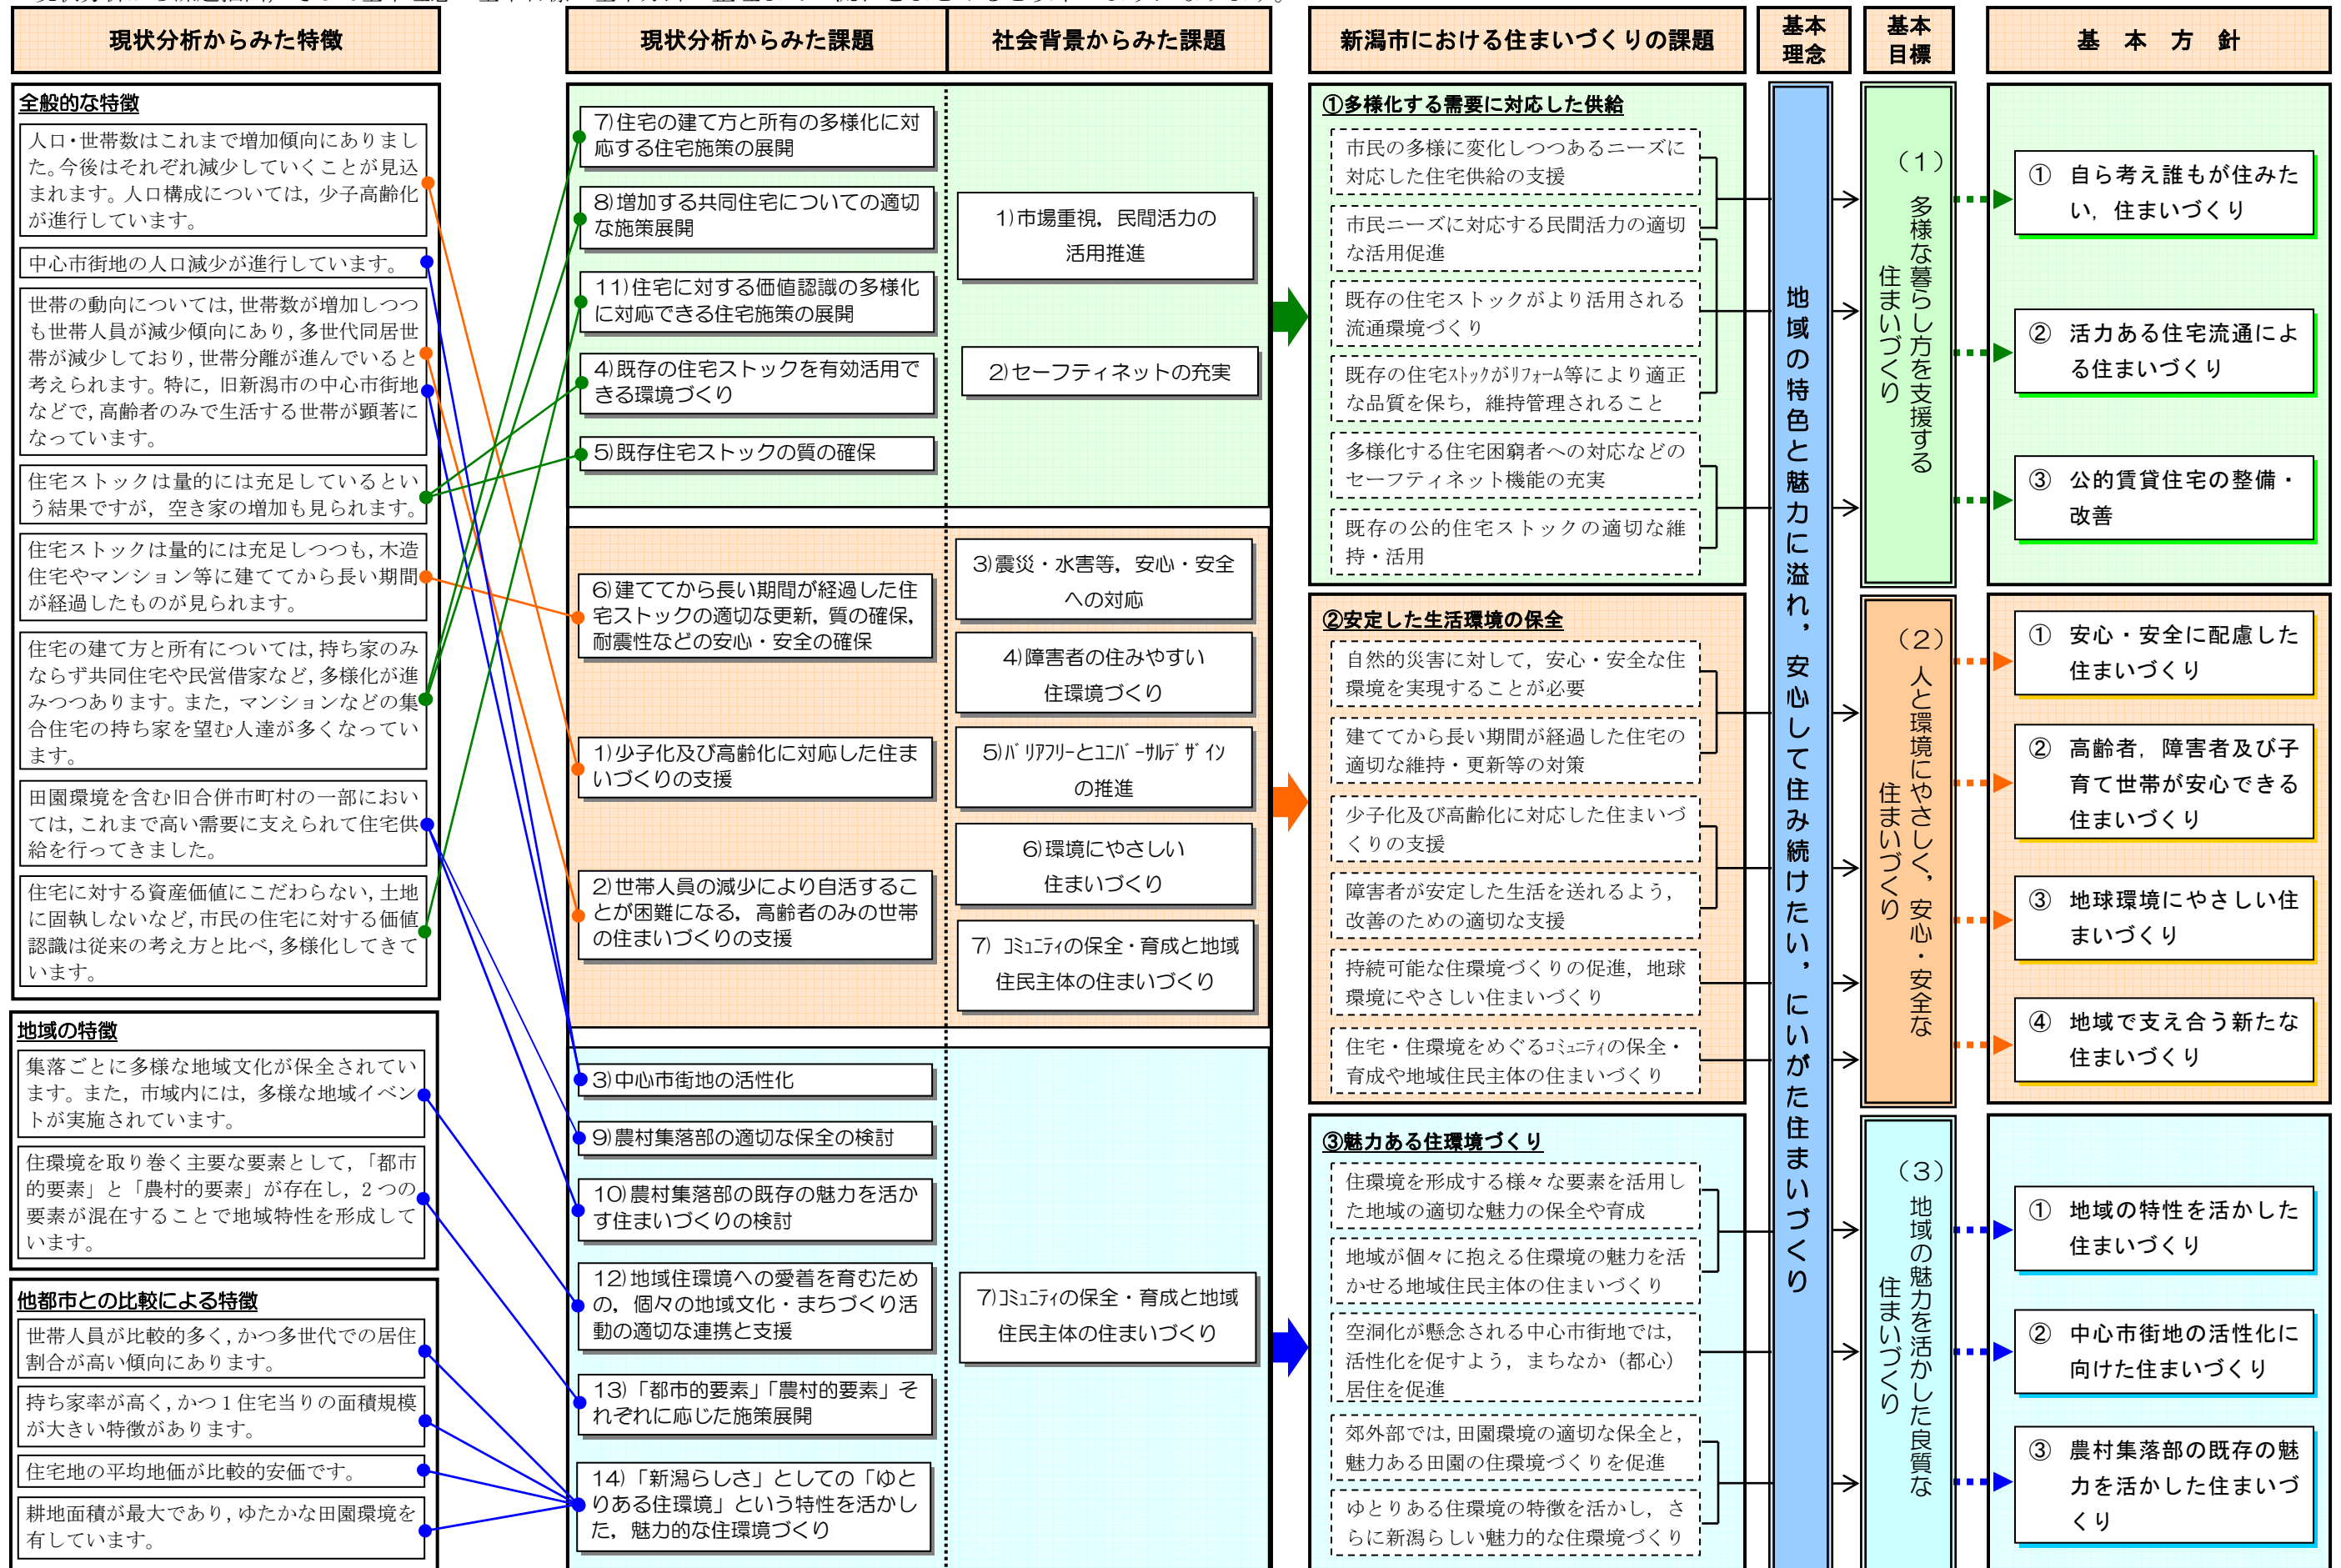 現状分析からみた特徴
現状分析からみた課題
社会背景からみた課題
新潟市における住まいづくりの課題
基本
理念
基本
目標
基本方針
全般的な特徴
人口・世帯数はこれまで増加傾向にありまし
た。今後はそれぞれ減少していくことが見込
まれます。人口構成については,少子高齢化
が進行しています。
中心市街地の人口減少が進行しています。
世帯の動向については,世帯数が増加しつつ
も世帯人員が減少傾向にあり,多世代同居世
帯が減少しており,世帯分離が進んでいると
考えられます。特に,旧新潟市の中心市街地
などで,高齢者のみで生活する世帯が顕著に
なっています。
住宅ストックは量的には充足しているとい
う結果ですが,空き家の増加も見られます。
住宅ストックは量的には充足しつつも,木造
住宅やマンション等に建ててから長い期間
が経過したものが見られます。
住宅の建て方と所有については,持ち家のみ
ならず共同住宅や民営借家など,多様化が進
みつつあります。また,マンションなどの集
合住宅の持ち家を望む人達が多くなってい
ます。
田園環境を含む旧合併市町村の一部におい
ては,これまで高い需要に支えられて住宅供
給を行ってきました。
住宅に対する資産価値にこだわらない,土地
に固執しないなど,市民の住宅に対する価値
認識は従来の考え方と比べ,多様化してきて
います。
地域の特徴
集落ごとに多様な地域文化が保全されてい
ます。また,市域内には,多様な地域イベン
トが実施されています。
住環境を取り巻く主要な要素として,「都市
的要素」と「農村的要素」が存在し,2つの
要素が混在することで地域特性を形成して
います。
他都市との比較による特徴
世帯人員が比較的多く,かつ多世代での居住
割合が高い傾向にあります。
持ち家率が高く,かつ1住宅当りの面積規模
が大きい特徴があります。
住宅地の平均地価が比較的安価です。
耕地面積が最大であり,ゆたかな田園環境を
有しています。
7)住宅の建て方と所有の多様化に対
応する住宅施策の展開
8)増加する共同住宅についての適切
な施策展開
11)住宅に対する価値認識の多様化
に対応できる住宅施策の展開
4)既存の住宅ストックを有効活用で
きる環境づくり
5)既存住宅ストックの質の確保
6)建ててから長い期間が経過した住
宅ストックの適切な更新,質の確保,
耐震性などの安心・安全の確保
1)少子化及び高齢化に対応した住ま
いづくりの支援
2)世帯人員の減少により自活するこ
とが困難になる,高齢者のみの世帯
の住まいづくりの支援
3)中心市街地の活性化
9)農村集落部の適切な保全の検討
10)農村集落部の既存の魅力を活か
す住まいづくりの検討
12)地域住環境への愛着を育むため
の,個々の地域文化・まちづくり活
動の適切な連携と支援
13)「都市的要素」「農村的要素」そ
れぞれに応じた施策展開
14)「新潟らしさ」としての「ゆと
りある住環境」という特性を活かし
た,魅力的な住環境づくり
1)市場重視,民間活力の
活用推進
2)セーフティネットの充実
3)震災・水害等,安心・安全
への対応
4)障害者の住みやすい
住環境づくり
5)バリアフリーとユニバーサルデザイン
の推進
6)環境にやさしい
住まいづくり
7) コミュニティの保全・育成と地域
住民主体の住まいづくり
7)コミュニティの保全・育成と地域
住民主体の住まいづくり
①多様化する需要に対応した供給
市民の多様に変化しつつあるニーズに
対応した住宅供給の支援
市民ニーズに対応する民間活力の適切
な活用促進
既存の住宅ストックがより活用される
流通環境づくり
既存の住宅ストックがリフォーム等により適正
な品質を保ち,維持管理されること
多様化する住宅困窮者への対応などの
セーフティネット機能の充実
既存の公的住宅ストックの適切な維
持・活用
②安定した生活環境の保全
自然的災害に対して,安心・安全な住
環境を実現することが必要
建ててから長い期間が経過した住宅の
適切な維持・更新等の対策
少子化及び高齢化に対応した住まいづ
くりの支援
障害者が安定した生活を送れるよう,
改善のための適切な支援
持続可能な住環境づくりの促進,地球
環境にやさしい住まいづくり
住宅・住環境をめぐるコミュニティの保全・
育成や地域住民主体の住まいづくり
③魅力ある住環境づくり
住環境を形成する様々な要素を活用し
た地域の適切な魅力の保全や育成
地域が個々に抱える住環境の魅力を活
かせる地域住民主体の住まいづくり
空洞化が懸念される中心市街地では,
活性化を促すよう,まちなか(都心)
居住を促進
郊外部では,田園環境の適切な保全と,
魅力ある田園の住環境づくりを促進
ゆとりある住環境の特徴を活かし,さ
らに新潟らしい魅力的な住環境づくり
地域の特色と魅力に溢れ,安心して住み続けたい,にいがた住まいづくり
(1)多様な暮らし方を支援する
住まいづくり
(2)人と環境にやさしく,安心・安全な
住まいづくり
(3)地域の魅力を活かした良質な
住まいづくり
① 自ら考え誰もが住みた
い,住まいづくり
② 活力ある住宅流通によ
る住まいづくり
③ 公的賃貸住宅の整備・
改善
① 安心・安全に配慮した
住まいづくり
② 高齢者,障害者及び子
育て世帯が安心できる
住まいづくり
③ 地球環境にやさしい住
まいづくり
④ 地域で支え合う新たな
住まいづくり
① 地域の特性を活かした
住まいづくり
② 中心市街地の活性化に
向けた住まいづくり
③ 農村集落部の既存の魅
力を活かした住まいづ
くり